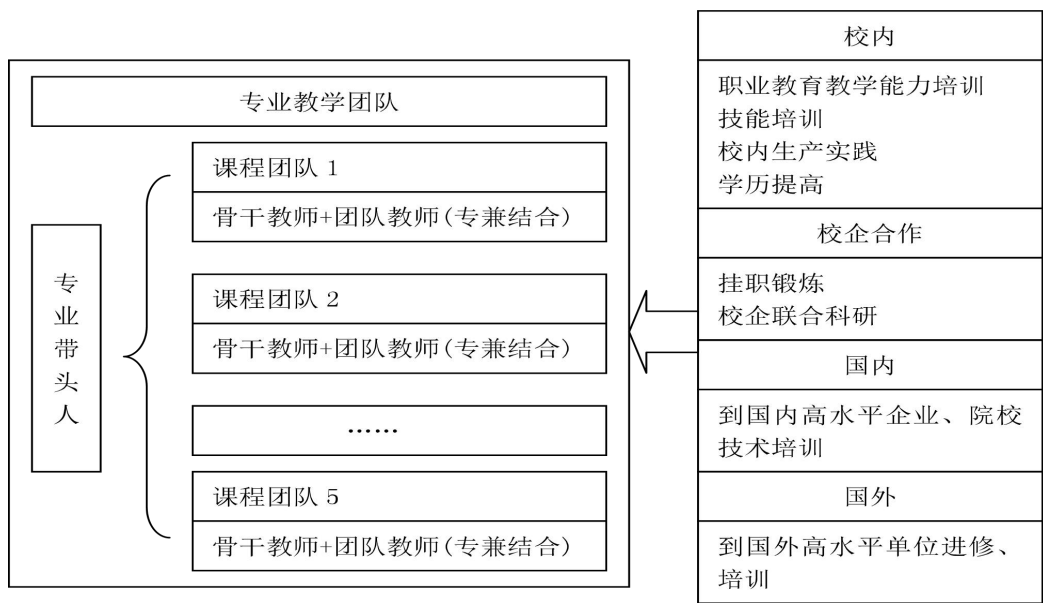 专业教学团队
专业带头人
课程团队 1
骨干教师+团队教师(专兼结合)
课程团队 2
骨干教师+团队教师(专兼结合)
……
课程团队 5
骨干教师+团队教师(专兼结合)
校内
职业教育教学能力培训
技能培训
校内生产实践
学历提高
校企合作
挂职锻炼
校企联合科研
国内
到国内高水平企业、院校
技术培训
国外
到国外高水平单位进修、
培训